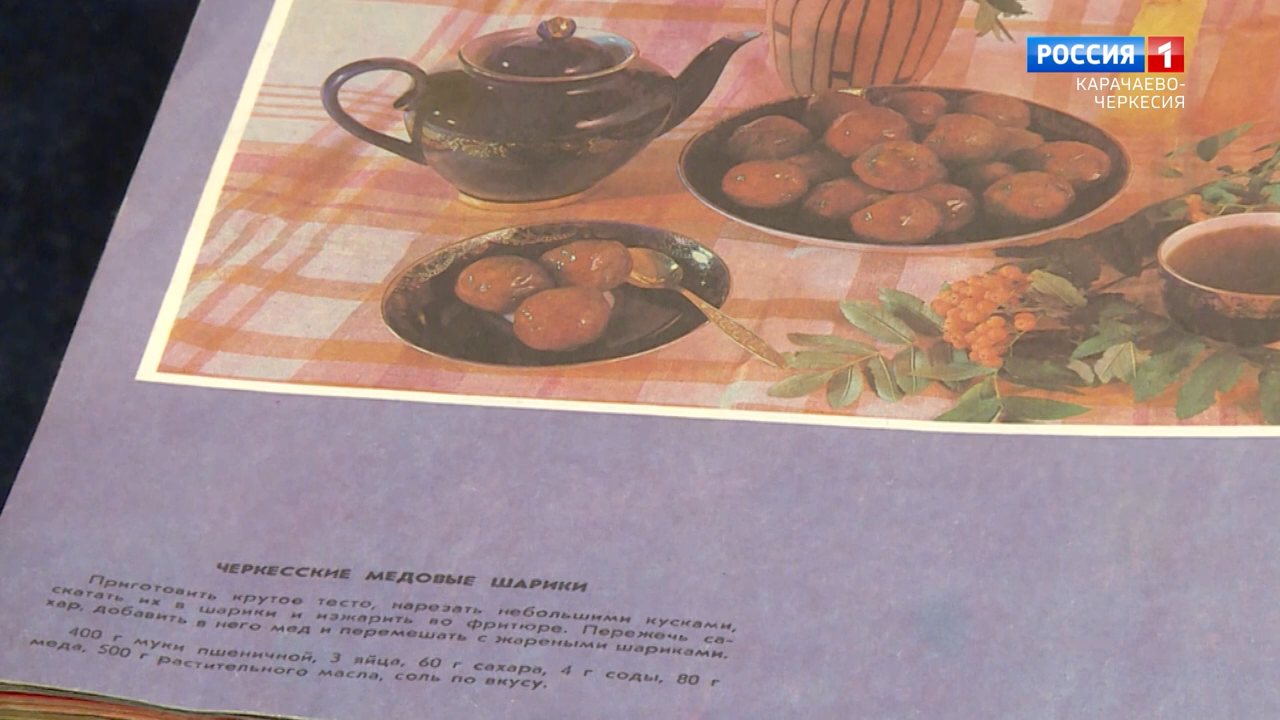 РОССИЯ 1
КАРАЧАЕВО-
ЧЕРКЕСИЯ
ЧЕРКЕССКИЕ МЕДОВЫЕ ШАРИКИ
Приготовить крутое тесто, нарезать небольшими кусками,
скатать их в шарики и изжарить во фритюре. Пережечь са-
хар, добавить в него мед и перемешать с жареными шариками.
400 г муки пшеничной, 3 яйца, 60 г сахара, 4 г соды, 80 г
меда, 500 г растительного масла, соль по вкусу.